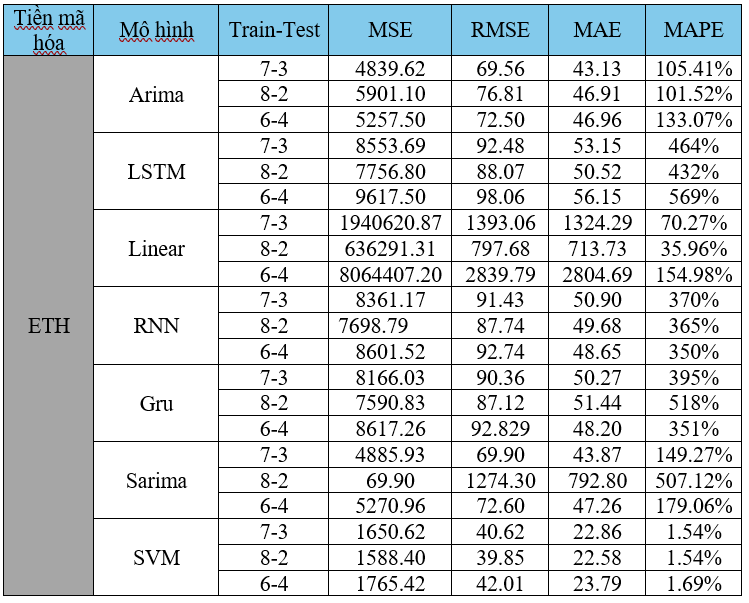 Tiền mã hóa Mô hình Train-Test MSE RMSE MAE MAPE
ETH Arima 7-3 4839.62 69.56 43.13 105.41%
8-2 5901.10 76.81 46.91 101.52%
6-4 5257.50 72.50 46.96 133.07%
LSTM 7-3 8553.69 92.48 53.15 464%
8-2 7756.80 88.07 50.52 432%
6-4 9617.50 98.06 56.15 569%
Linear 7-3 1940620.87 1393.06 1324.29 70.27%
8-2 636291.31 797.68 713.73 35.96%
6-4 8064407.20 2839.79 2804.69 154.98%
RNN 7-3 8361.17 91.43 50.90 370%
8-2 7698.79 87.74 49.68 365%
6-4 8601.52 92.74 48.65 350%
Gru 7-3 8166.03 90.36 50.27 395%
8-2 7590.83 87.12 51.44 518%
6-4 8617.26 92.829 48.20 351%
Sarima 7-3 4885.93 69.90 43.87 149.27%
8-2 69.90 1274.30 792.80 507.12%
6-4 5270.96 72.60 47.26 179.06%
SVM 7-3 1650.62 40.62 22.86 1.54%
8-2 1588.40 39.85 22.58 1.54%
6-4 1765.42 42.01 23.79 1.69%